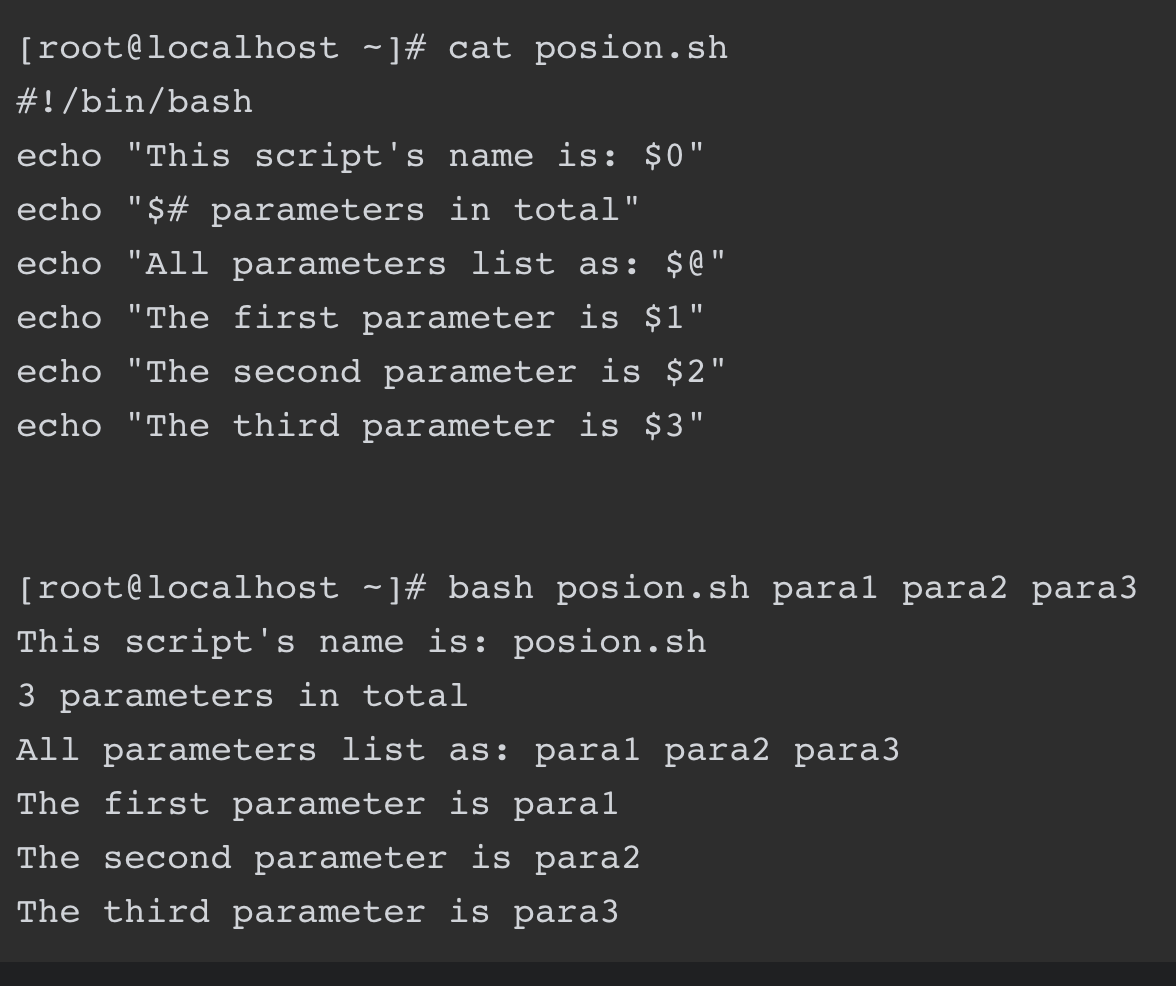 [root@localhost ~]# cat posion.sh
#!/bin/bash
echo "This script's name is: $0"
echo "$# parameters in total"
echo "All parameters list as: $@"
echo "The first parameter is $1"
echo "The second parameter is $2"
echo "The third parameter is $3"
[root@localhost ~]# bash posion.sh para1 para2 para3
This script's name is: posion.sh
3 parameters in total
All parameters list as: para1 para2 para3
The first parameter is para1
The second parameter is para2
The third parameter is para3